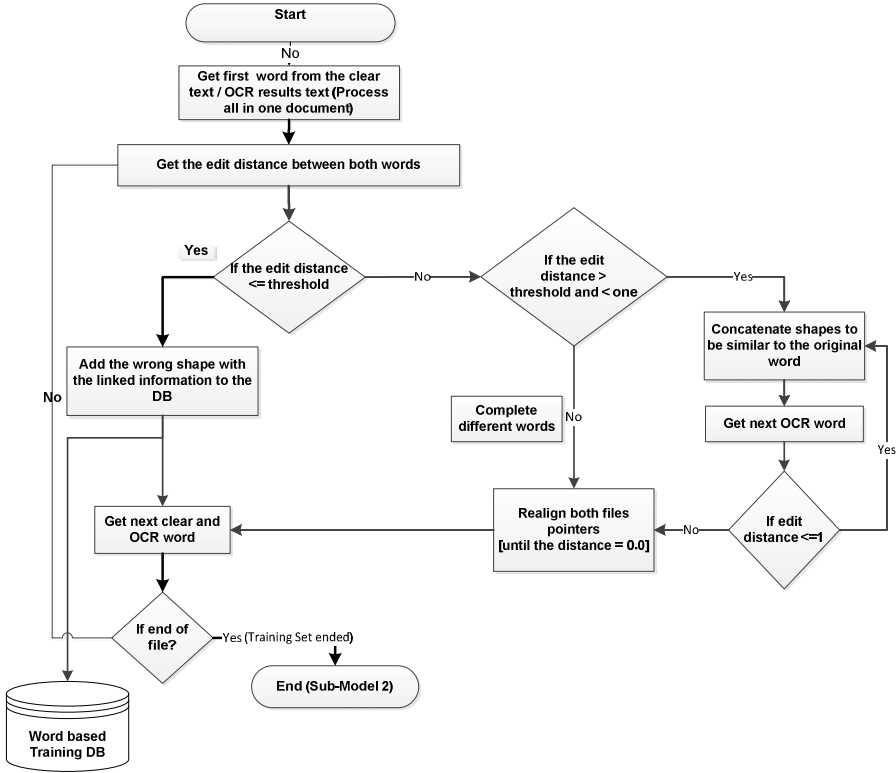 Start
No
Get first word from the clear
text / OCR results text (Process
all in one document)
Get the edit distance between both words
Yes
If the edit distance
<= threshold
No
If the edit
distance >
threshold and < one
Yes
Concatenate shapes to
be similar to the original
word
Add the wrong shape with
the linked information to the
DB
No
Complete
different words
No
Get next OCR word
Yes
Get next clear and
OCR word
Realign both files
pointers
[until the distance = 0.0]
No
If edit
distance <=1
If end of
file?
Yes (Training Set ended)
End (Sub-Model 2)
Word based
Training DB